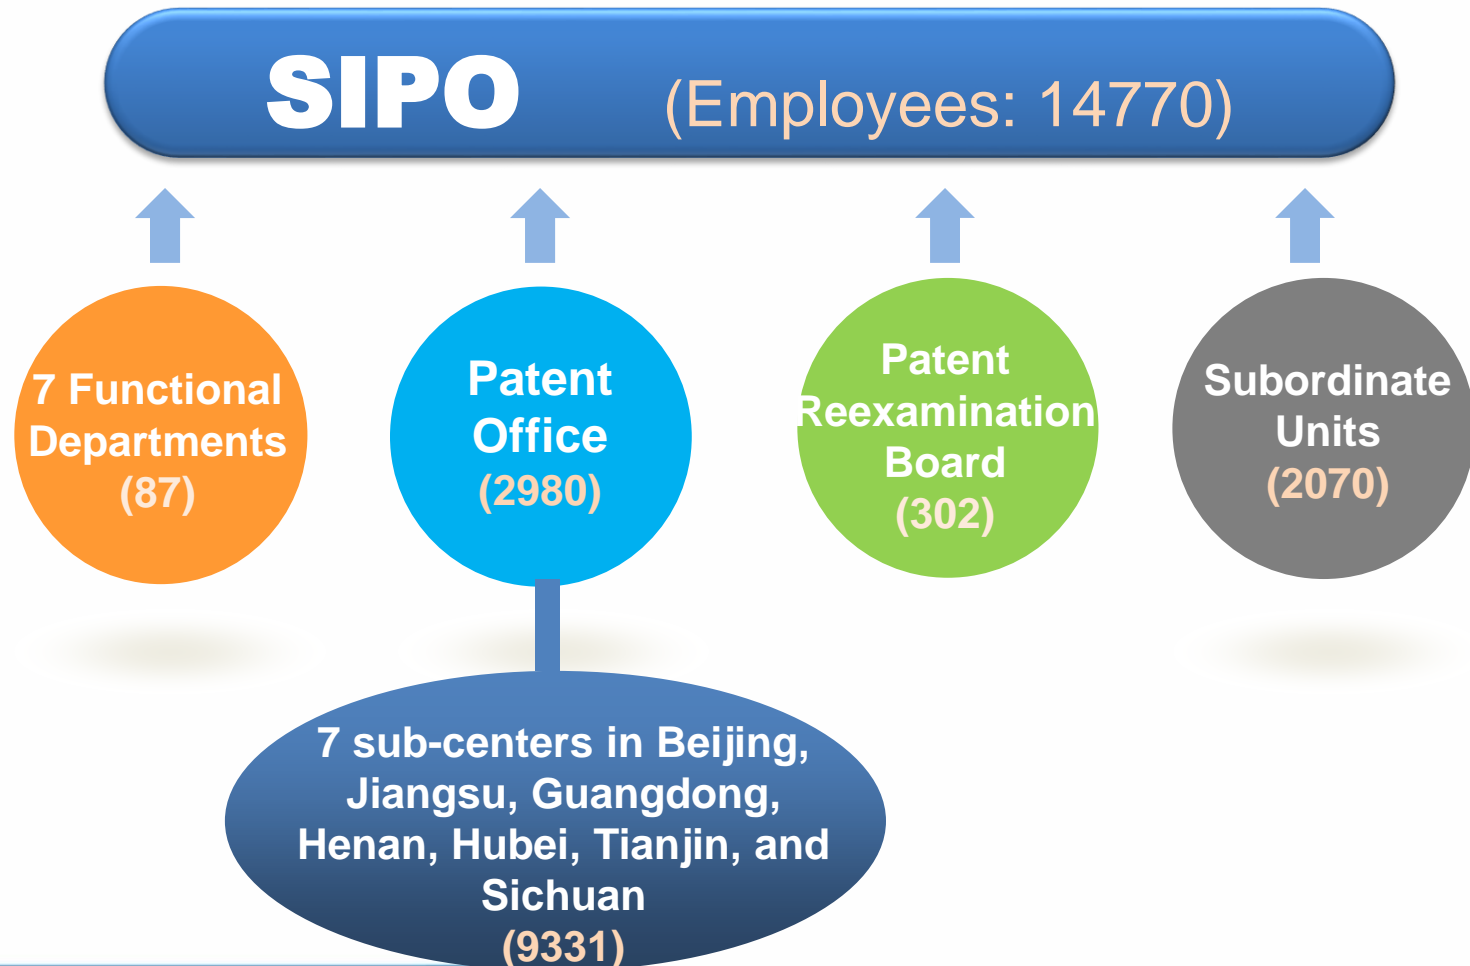 SIPO (Employees: 14770)
7 Functional
Departments
(87)
Patent
Office
(2980)
Patent
Reexamination
Board
(302)
Subordinate
Units
(2070)
7 sub-centers in Beijing,
Jiangsu, Guangdong,
Henan, Hubei, Tianjin, and
Sichuan
(9331)